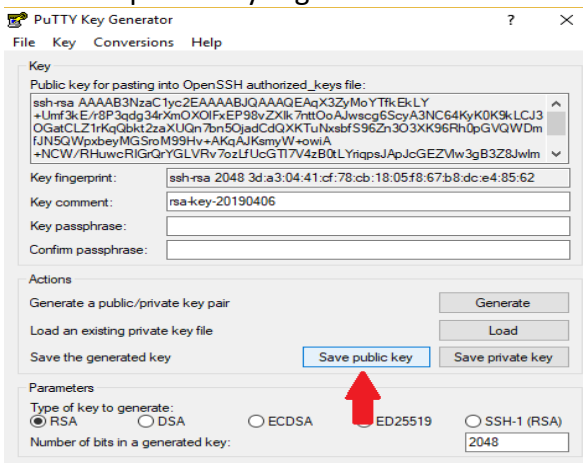 PuTTY Key Generator
?
File Key Conversions Help
Key
Public key for pasting into OpenSSH authorized_keys file:
ssh-rsa AAAAB3NzaC1yc2EAAAABJQAAAQEAqX3ZyMoYTfkEkLY
+Umf3kE/r8P3qdg34rXmOXOIFxEP98vZXIk7nttOoAJwscg6ScyA3NC64KyK0K9kLCJ3
OGatCLZ1rKqQbkt2zaXUQn7bn5OjadCdQXKTuNxsbfS96Zn3O3XK96Rh0pGVQWDm
fJN5QWpxbeyMGSroM99Hv+AKqAJKsmyW+owiA
+NCW/RHuwcRIGrQrYGLVRv7ozLfUcGTI7V4zB0tLYriqpsJApJcGEZVlw3gB3Z8Jwlm
Key fingerprint: ssh-rsa 2048 3d:a3:04:41:cf:78:cb:18:05:f8:67:b8:dc:e4:85:62
Key comment: rsa-key-20190406
Key passphrase:
Confirm passphrase:
Actions
Generate a public/private key pair Generate
Load an existing private key file Load
Save the generated key Save public key Save private key
Parameters
Type of key to generate:
RSA DSA ECDSA ED25519 SSH-1 (RSA)
Number of bits in a generated key: 2048